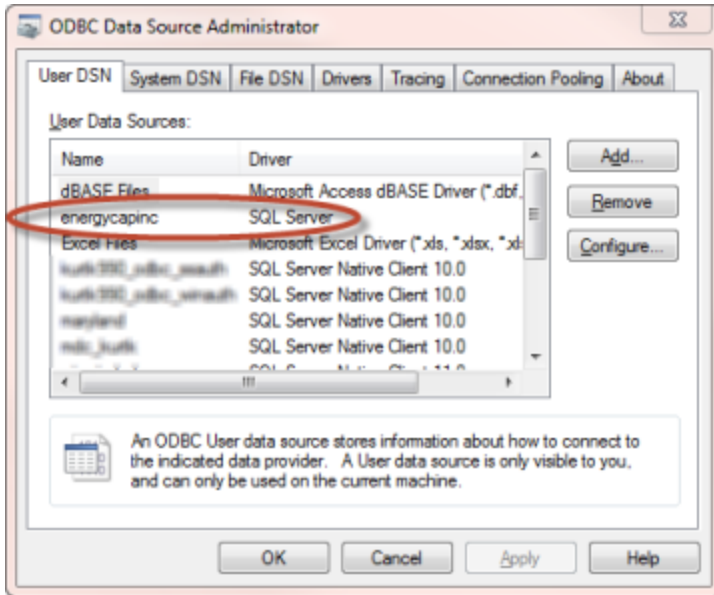 ODBC Data Source Administrator
User DSN System DSN File DSN Drivers Tracing Connection Pooling About
User Data Sources:
Name Driver
Add...
dBASE Files Microsoft Access dBASE Driver (*.dbf,
Remove
energycapinc SQL Server
Excel Files Microsoft Excel Driver (*.xls, *.xlsx, *.xl
Configure...
SQL Server Native Client 10.0
SQL Server Native Client 10.0
maryland SQL Server Native Client 10.0
SQL Server Native Client 10.0
An ODBC User data source stores information about how to connect to
the indicated data provider. A User data source is only visible to you,
and can only be used on the current machine.
OK Cancel Apply Help